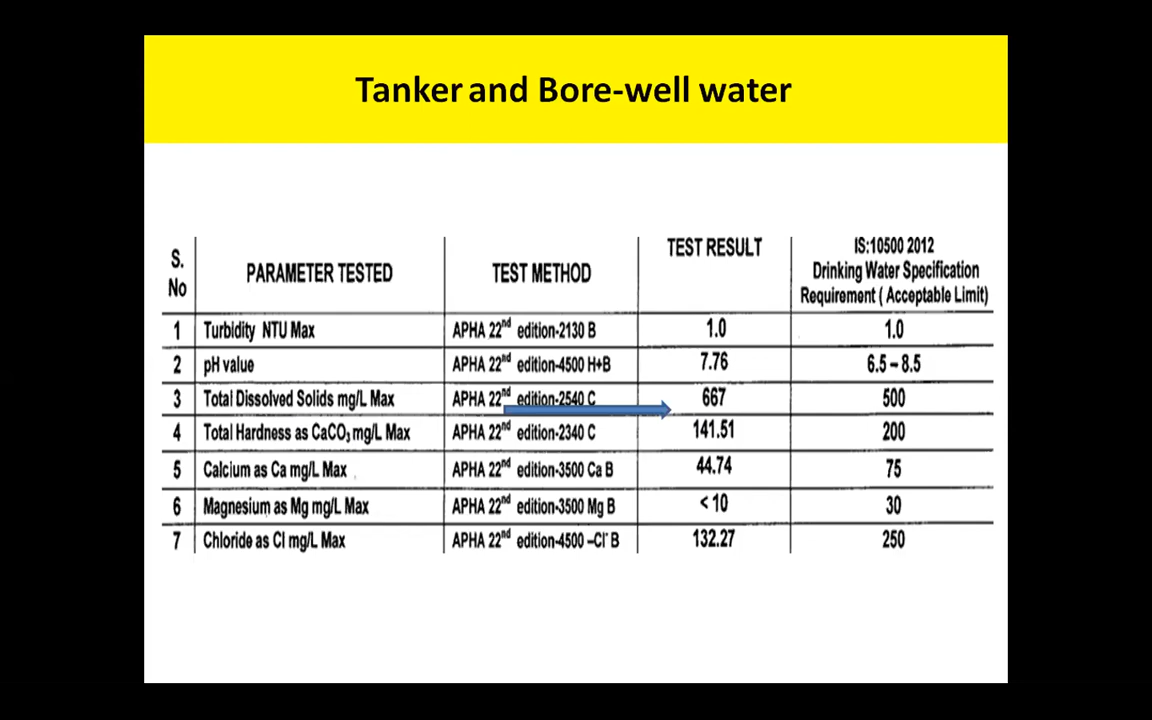 Tanker and Bore-well water
S. No PARAMETER TESTED TEST METHOD TEST RESULT IS:10500 2012 Drinking Water Specification Requirement ( Acceptable Limit)
1 Turbidity NTU Max APHA 22nd edition-2130 B 1.0 1.0
2 pH value APHA 22nd edition-4500 H+B 7.76 6.5 – 8.5
3 Total Dissolved Solids mg/L Max APHA 22nd edition-2540 C 667 500
4 Total Hardness as CaCO3 mg/L Max APHA 22nd edition-2340 C 141.51 200
5 Calcium as Ca mg/L Max APHA 22nd edition-3500 Ca B 44.74 75
6 Magnesium as Mg mg/L Max APHA 22nd edition-3500 Mg B < 10 30
7 Chloride as Cl mg/L Max APHA 22nd edition-4500 –Cl- B 132.27 250